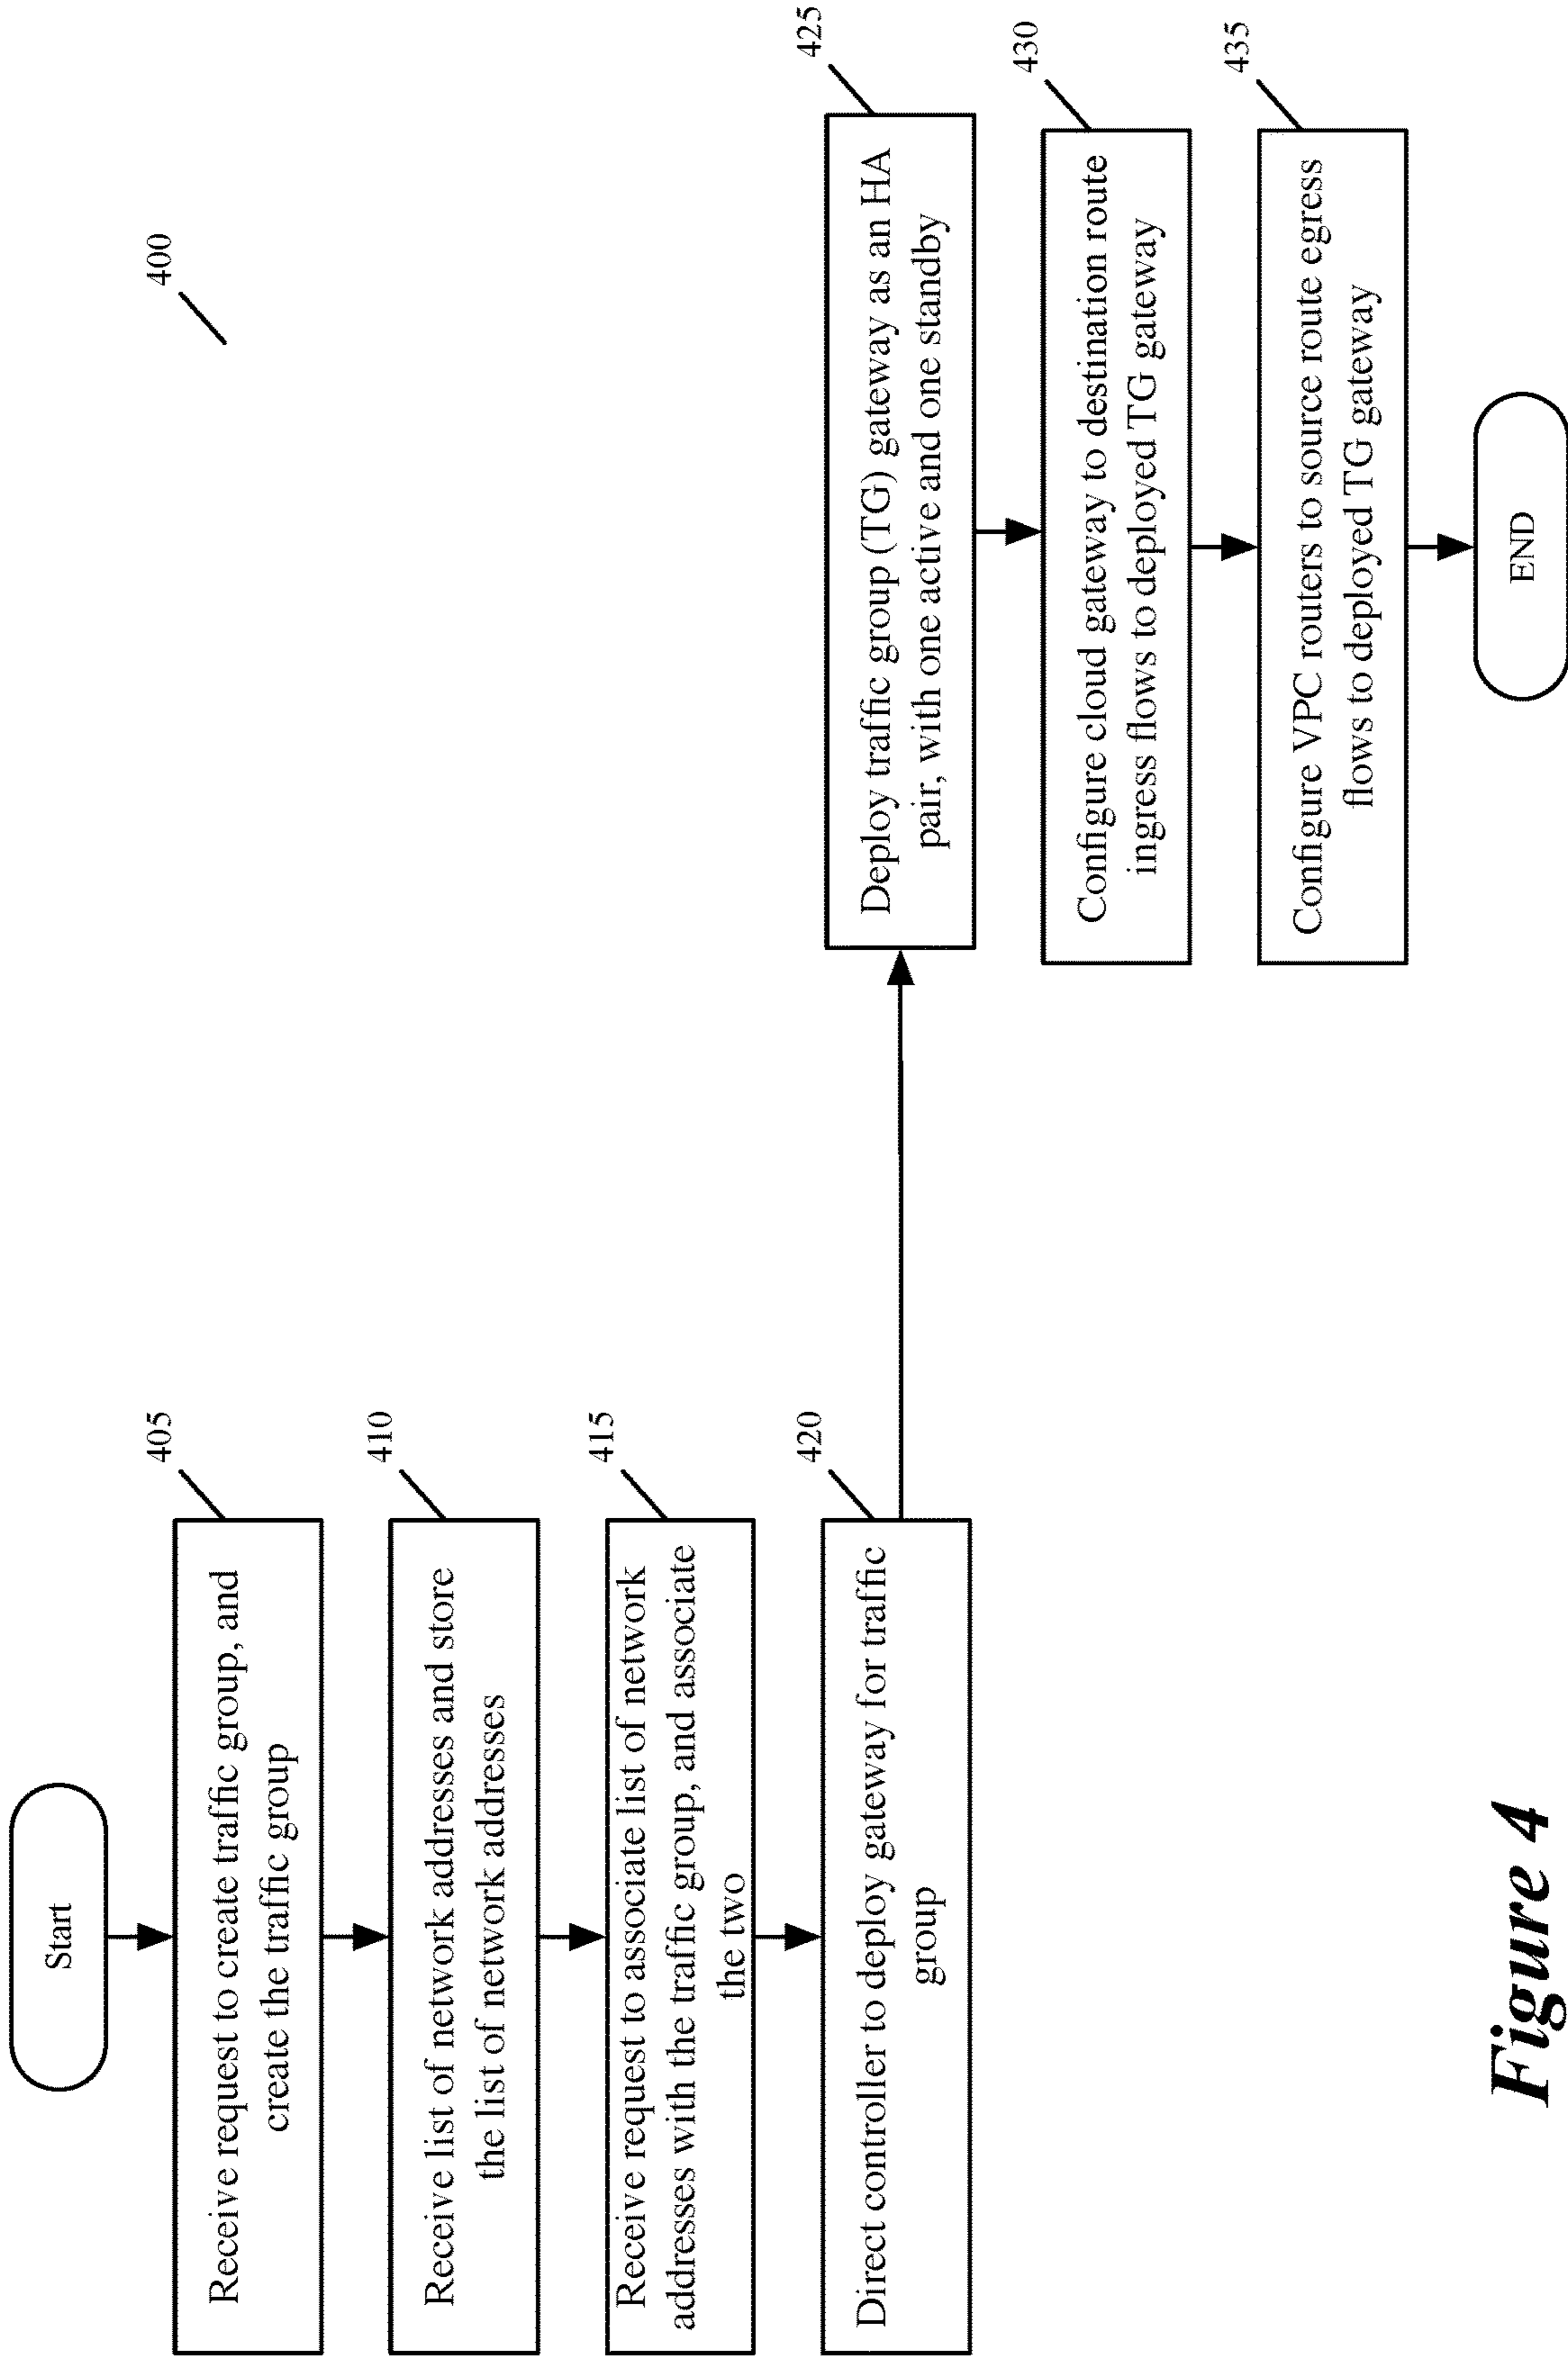 400
Start
405
Receive request to create traffic group, and
create the traffic group
410
Receive list of network addresses and store
the list of network addresses
415
Receive request to associate list of network
addresses with the traffic group, and associate
the two
420
Direct controller to deploy gateway for traffic
group
425
Deploy traffic group (TG) gateway as an HA
pair, with one active and one standby
430
Configure cloud gateway to destination route
ingress flows to deployed TG gateway
435
Configure VPC routers to source route egress
flows to deployed TG gateway
END
Figure 4